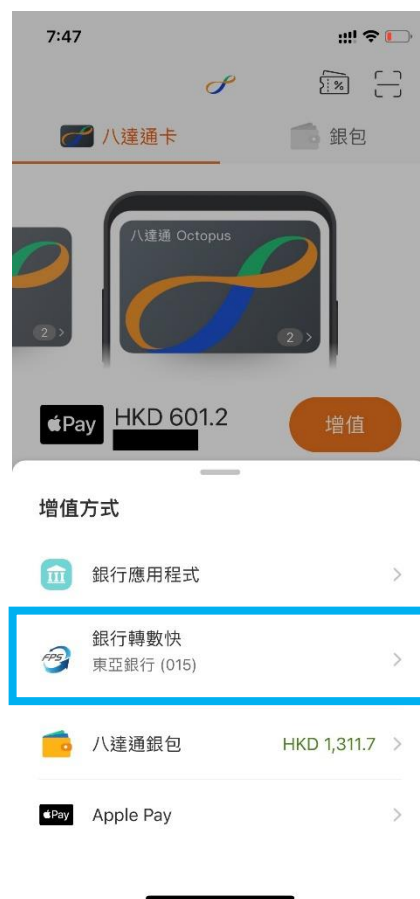 7:47
八達通卡
銀包
八達通 Octopus
2
2
Pay HKD 601.2
增值
增值方式
銀行應用程式
FPS
銀行轉數快
東亞銀行 (015)
八達通銀包 HKD 1,311.7
Pay
Apple Pay